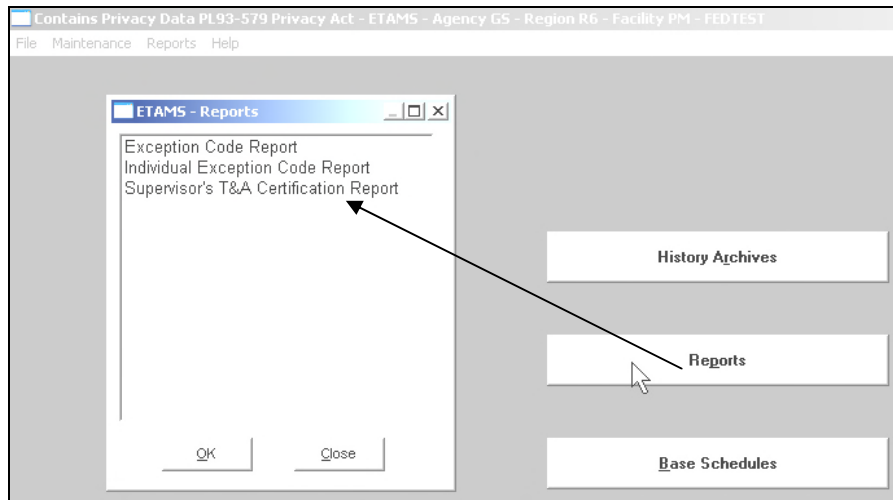 Contains Privacy Data PL93-579 Privacy Act - ETAMS - Agency GS - Region R6 - Facility PM - FEDTEST
File Maintenance Reports Help
ETAMS - Reports
Exception Code Report
Individual Exception Code Report
Supervisor's T&A Certification Report
OK Close
History Archives
Reports
Base Schedules